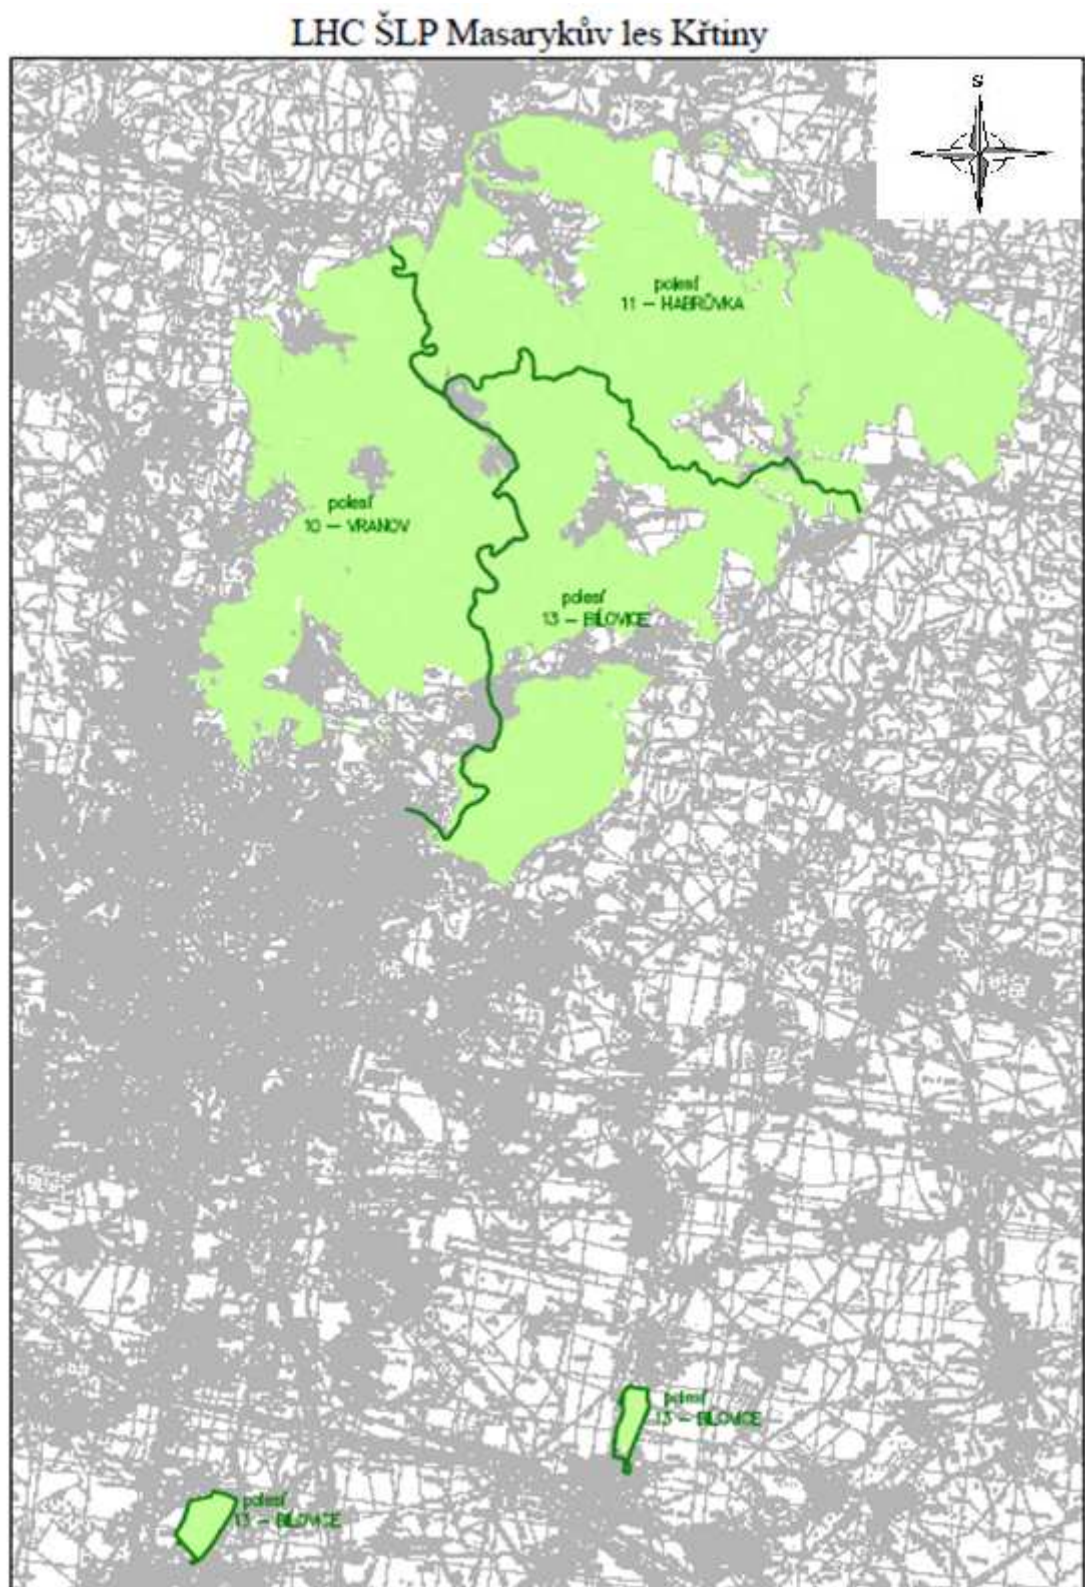 LHC ŠLP Masarykův les Křtiny
S
polesí
11 – HABRŮVKA
polesí
10 – VRANOV
polesí
13 – BÍLOVICE
polesí
13 – BÍLOVICE
polesí
13 – BÍLOVICE